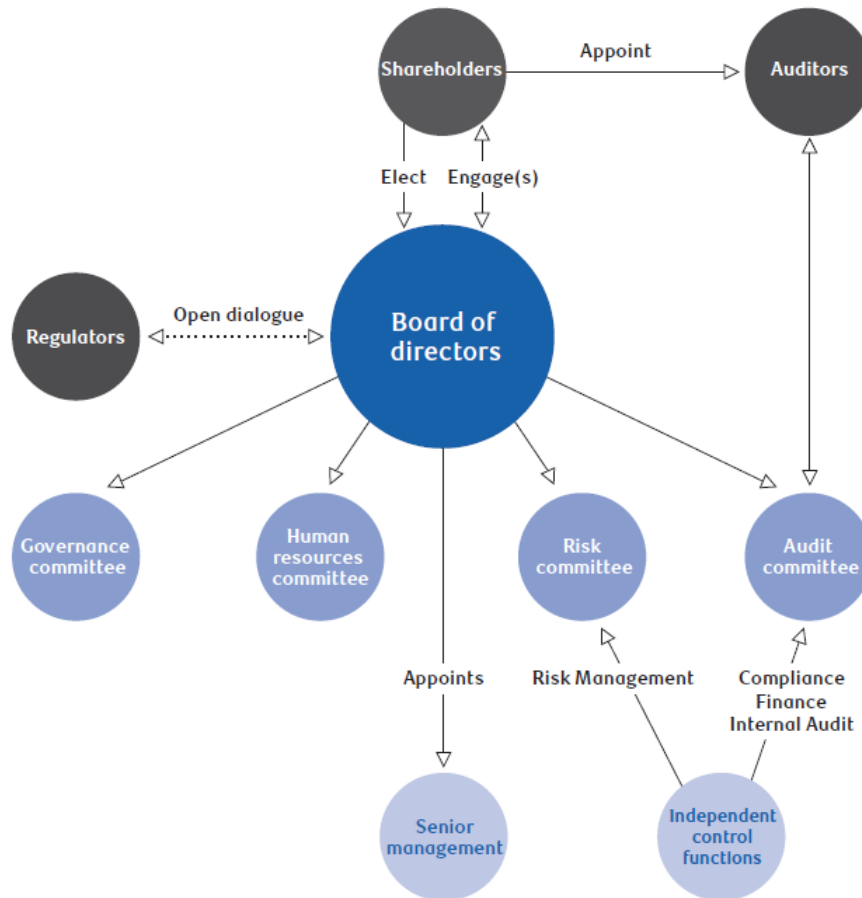 Shareholders
Appoint
Auditors
Elect
Engage(s)
Regulators
Open dialogue
Board of
directors
Governance
committee
Human
resources
committee
Risk
committee
Audit
committee
Appoints
Risk Management
Compliance
Finance
Internal Audit
Senior
management
Independent
control
functions